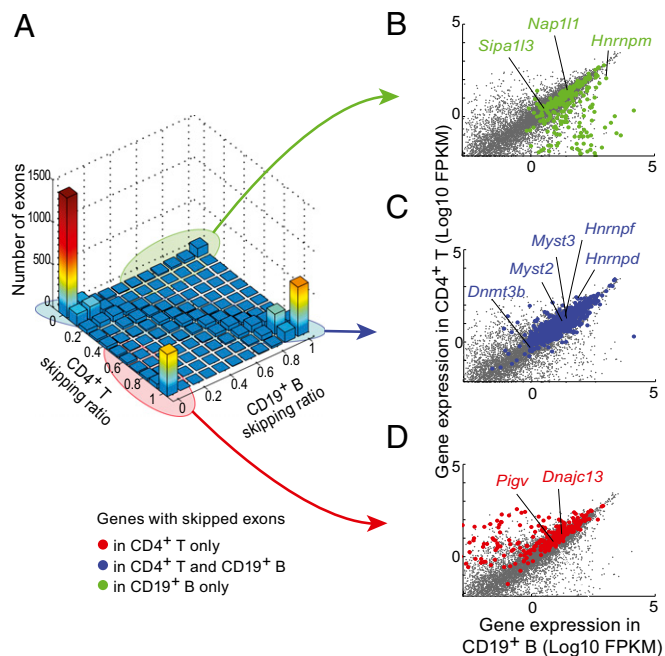 A
Number of exons
1500
1000
500
0
0
0.2
0.4
0.6
0.8
1
CD4⁺ T
skipping ratio
0
0.2
0.4
0.6
0.8
1
CD19⁺ B
skipping ratio
Genes with skipped exons
in CD4⁺ T only
in CD4⁺ T and CD19⁺ B
in CD19⁺ B only
B
5
0
0
5
Nap1l1
Sipa1l3
Hnrnpm
C
5
0
0
5
Hnrnpf
Myst3
Hnrnpd
Myst2
Dnmt3b
D
5
0
0
5
Pigv
Dnajc13
Gene expression in CD4⁺ T (Log10 FPKM)
Gene expression in
CD19⁺ B (Log10 FPKM)